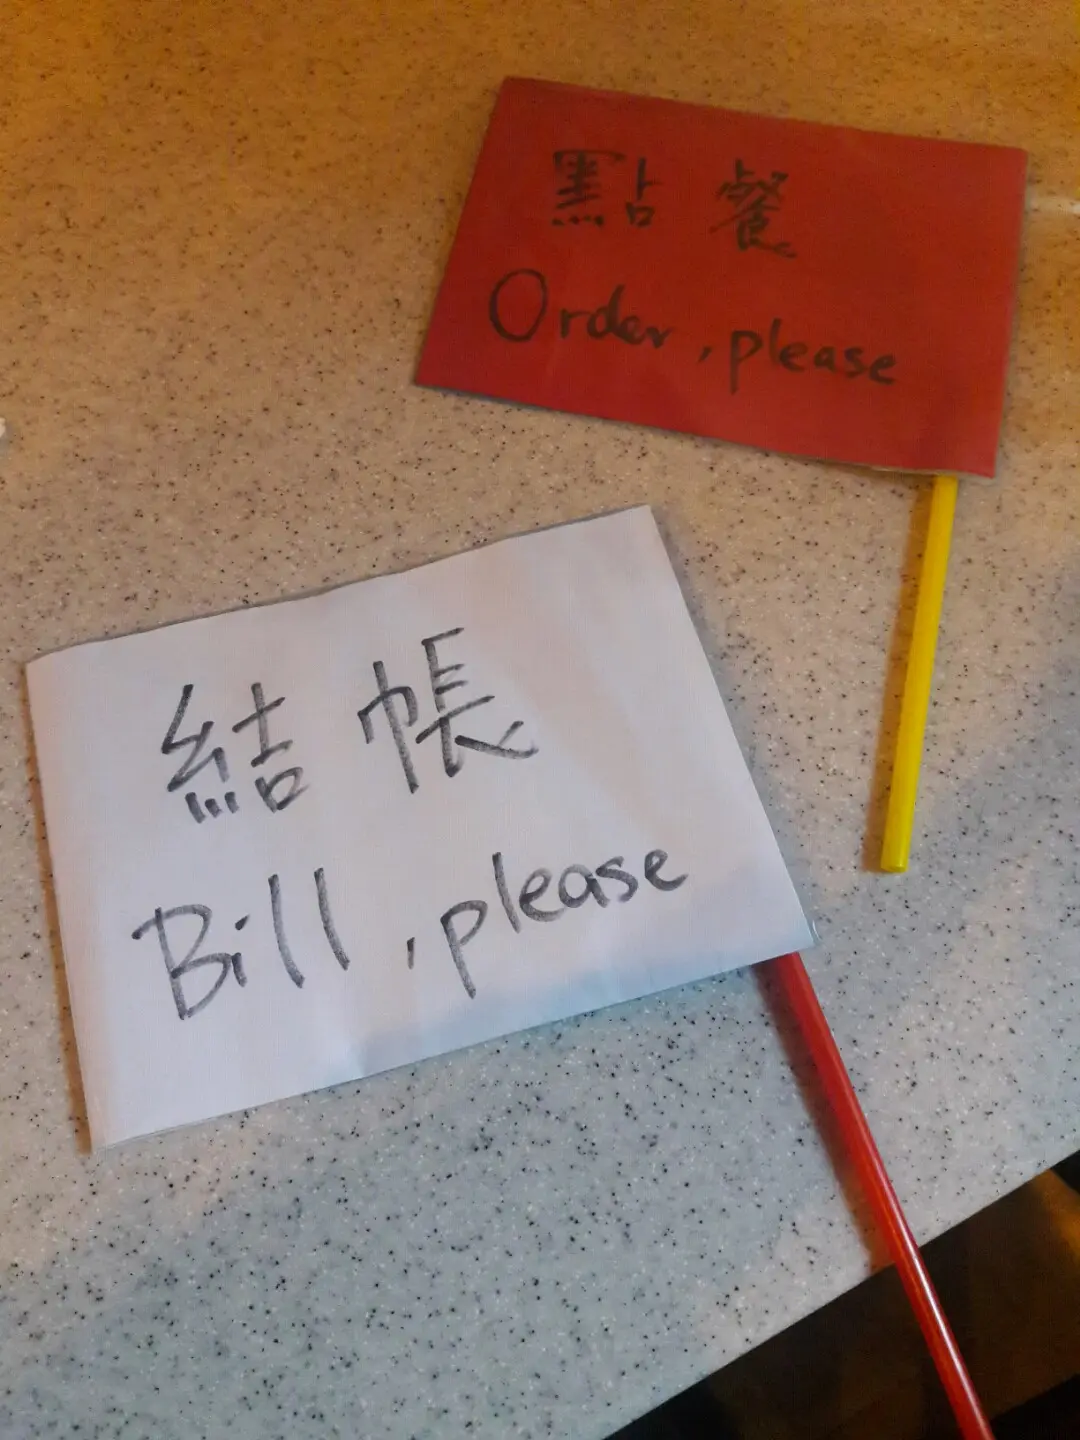 點餐
Order, please
結帳
Bill, please